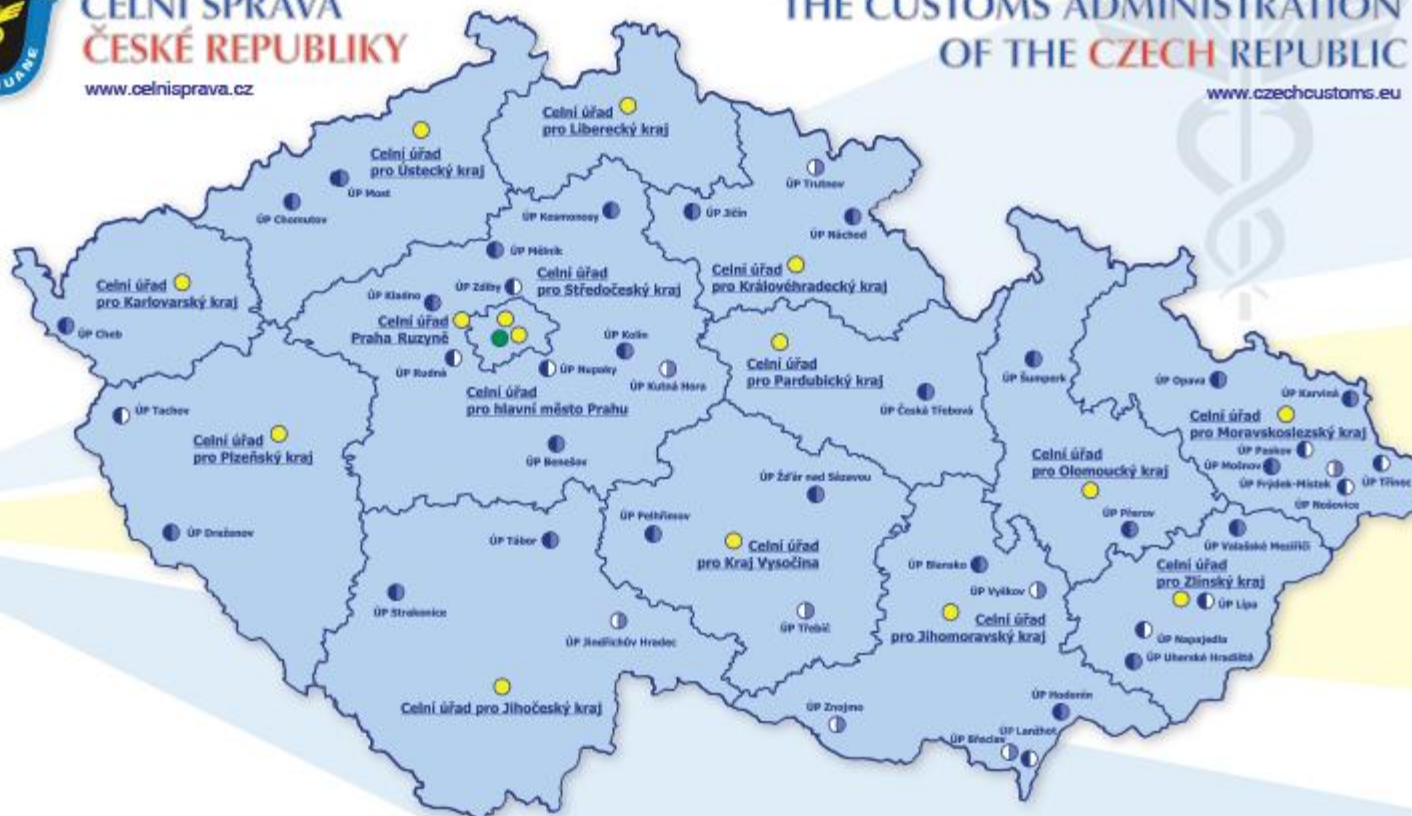 CELNÍ SPRÁVA
ČESKÉ REPUBLIKY
www.celnisprava.cz
THE CUSTOMS ADMINISTRATION
OF THE CZECH REPUBLIC
www.czechcustoms.eu
DUANE
Celní úřad
pro Liberecký kraj
Celní úřad
pro Ústecký kraj
ÚP Most
ÚP Chomutov
ÚP Trutnov
ÚP Jičín
ÚP Náchod
ÚP Kosmonosy
ÚP Mělník
Celní úřad
pro Královéhradecký kraj
Celní úřad
pro Karlovarský kraj
ÚP Cheb
Celní úřad
pro Středočeský kraj
ÚP Zdiby
ÚP Kladno
Celní úřad
Praha Ruzyně
ÚP Rudná
ÚP Nupaky
ÚP Kolín
ÚP Kutná Hora
Celní úřad
pro hlavní město Prahu
ÚP Benešov
Celní úřad
pro Pardubický kraj
ÚP Česká Třebová
ÚP Šumperk
ÚP Opava
ÚP Karviná
Celní úřad
pro Moravskoslezský kraj
ÚP Paskov
ÚP Mošnov
ÚP Frýdek-Místek
ÚP Třinec
ÚP Nošovice
ÚP Tachov
Celní úřad
pro Plzeňský kraj
ÚP Draženov
Celní úřad
pro Olomoucký kraj
ÚP Přerov
ÚP Valašské Meziříčí
ÚP Žďár nad Sázavou
ÚP Pelhřimov
Celní úřad
pro Kraj Vysočina
ÚP Třebíč
ÚP Tábor
ÚP Strakonice
ÚP Jindřichův Hradec
Celní úřad pro Jihočeský kraj
ÚP Blansko
ÚP Vyškov
Celní úřad
pro Jihomoravský kraj
Celní úřad
pro Zlínský kraj
ÚP Lípa
ÚP Napajedla
ÚP Uherské Hradiště
ÚP Znojmo
ÚP Hodonín
ÚP Lanžhot
ÚP Břeclav